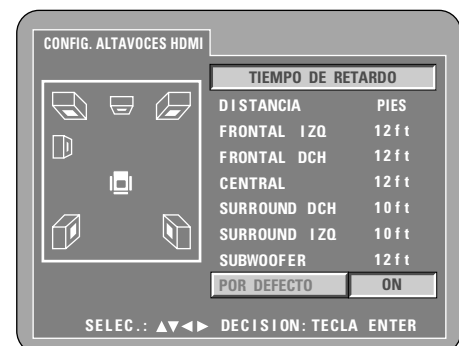 CONFIG. ALTAVOCES HDMI
TIEMPO DE RETARDO
DISTANCIA PIES
FRONTAL IZQ 12ft
FRONTAL DCH 12ft
CENTRAL 12ft
SURROUND DCH 10ft
SURROUND IZQ 10ft
SUBWOOFER 12ft
POR DEFECTO ON
SELEC.: ▲▼◀▶ DECISION: TECLA ENTER